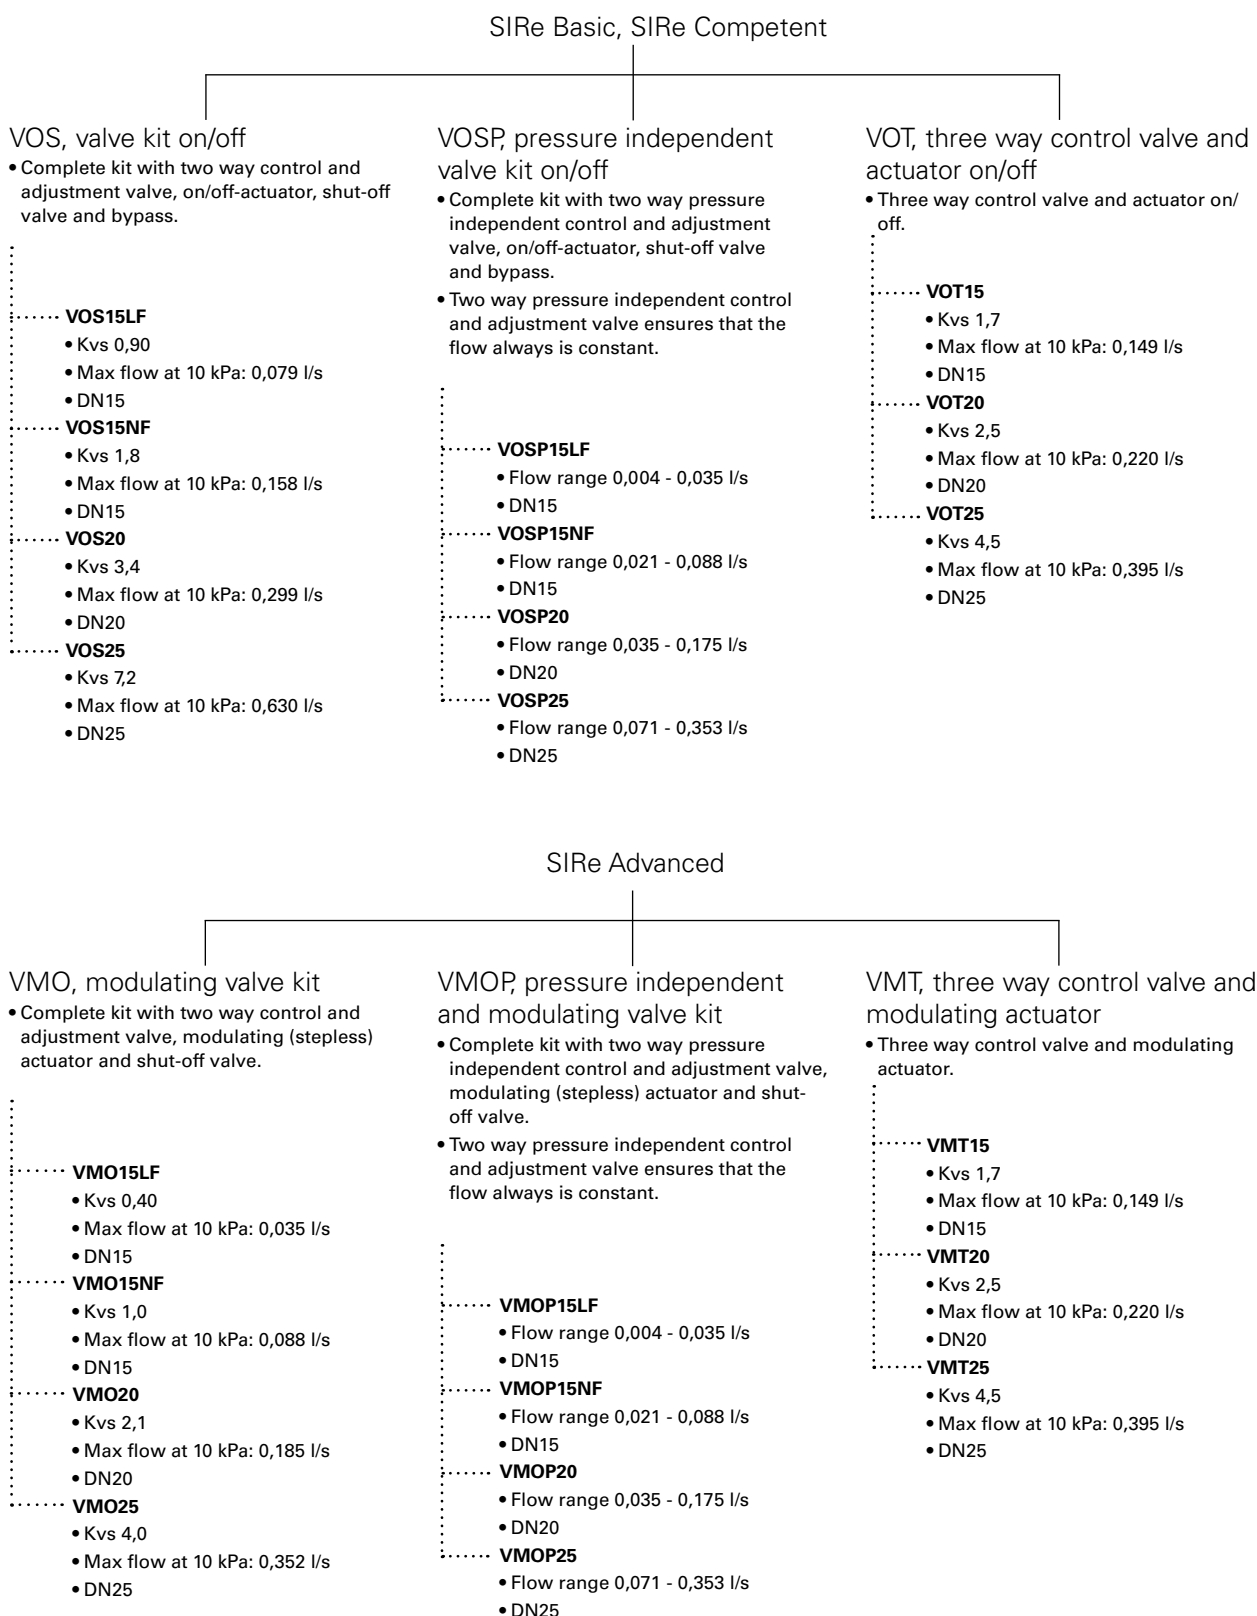 SIRe Basic, SIRe Competent
VOS, valve kit on/off
• Complete kit with two way control and
adjustment valve, on/off-actuator, shut-off
valve and bypass.
VOS15LF
• Kvs 0,90
• Max flow at 10 kPa: 0,079 l/s
• DN15
VOS15NF
• Kvs 1,8
• Max flow at 10 kPa: 0,158 l/s
• DN15
VOS20
• Kvs 3,4
• Max flow at 10 kPa: 0,299 l/s
• DN20
VOS25
• Kvs 7,2
• Max flow at 10 kPa: 0,630 l/s
• DN25
VOSP, pressure independent
valve kit on/off
• Complete kit with two way pressure
independent control and adjustment
valve, on/off-actuator, shut-off valve
and bypass.
• Two way pressure independent control
and adjustment valve ensures that the
flow always is constant.
VOSP15LF
• Flow range 0,004 - 0,035 l/s
• DN15
VOSP15NF
• Flow range 0,021 - 0,088 l/s
• DN15
VOSP20
• Flow range 0,035 - 0,175 l/s
• DN20
VOSP25
• Flow range 0,071 - 0,353 l/s
• DN25
VOT, three way control valve and
actuator on/off
• Three way control valve and actuator on/
off.
VOT15
• Kvs 1,7
• Max flow at 10 kPa: 0,149 l/s
• DN15
VOT20
• Kvs 2,5
• Max flow at 10 kPa: 0,220 l/s
• DN20
VOT25
• Kvs 4,5
• Max flow at 10 kPa: 0,395 l/s
• DN25
SIRe Advanced
VMO, modulating valve kit
• Complete kit with two way control and
adjustment valve, modulating (stepless)
actuator and shut-off valve.
VMO15LF
• Kvs 0,40
• Max flow at 10 kPa: 0,035 l/s
• DN15
VMO15NF
• Kvs 1,0
• Max flow at 10 kPa: 0,088 l/s
• DN15
VMO20
• Kvs 2,1
• Max flow at 10 kPa: 0,185 l/s
• DN20
VMO25
• Kvs 4,0
• Max flow at 10 kPa: 0,352 l/s
• DN25
VMOP, pressure independent
and modulating valve kit
• Complete kit with two way pressure
independent control and adjustment valve,
modulating (stepless) actuator and shut-
off valve.
• Two way pressure independent control
and adjustment valve ensures that the
flow always is constant.
VMOP15LF
• Flow range 0,004 - 0,035 l/s
• DN15
VMOP15NF
• Flow range 0,021 - 0,088 l/s
• DN15
VMOP20
• Flow range 0,035 - 0,175 l/s
• DN20
VMOP25
• Flow range 0,071 - 0,353 l/s
• DN25
VMT, three way control valve and
modulating actuator
• Three way control valve and modulating
actuator.
VMT15
• Kvs 1,7
• Max flow at 10 kPa: 0,149 l/s
• DN15
VMT20
• Kvs 2,5
• Max flow at 10 kPa: 0,220 l/s
• DN20
VMT25
• Kvs 4,5
• Max flow at 10 kPa: 0,395 l/s
• DN25